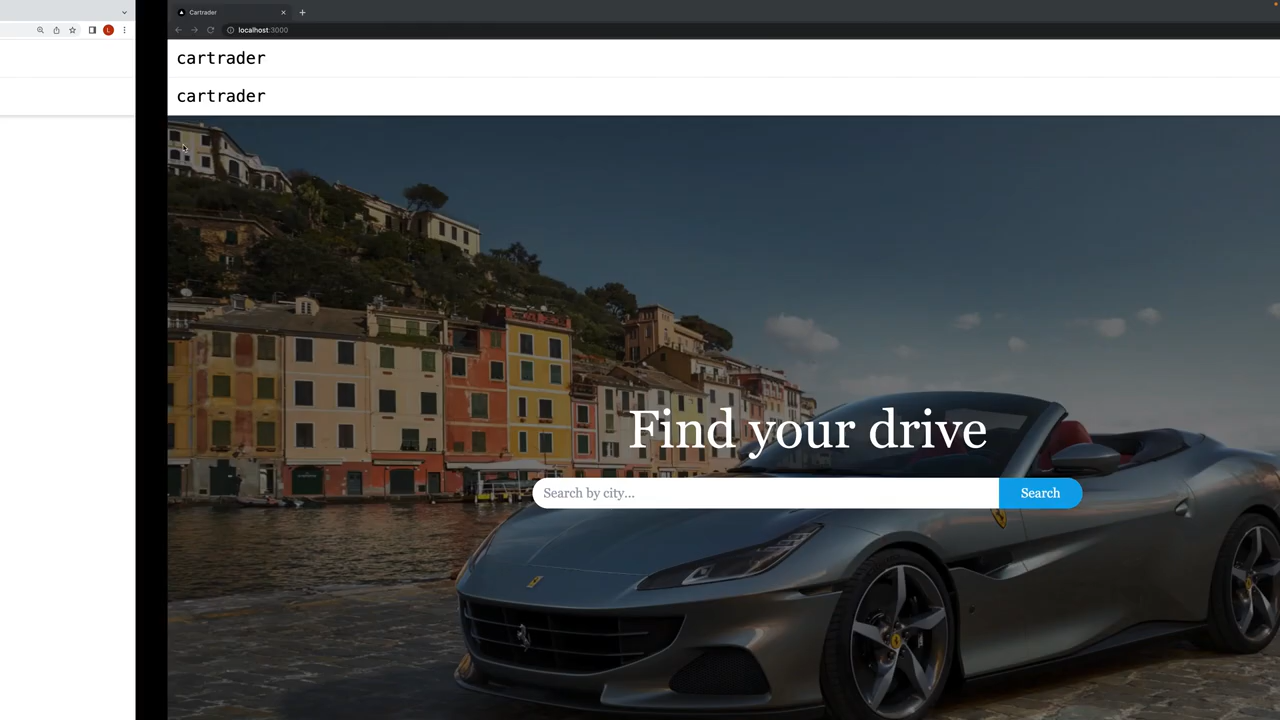 Cartrader
localhost:3000
L
cartrader
cartrader
Find your drive
Search by city...
Search